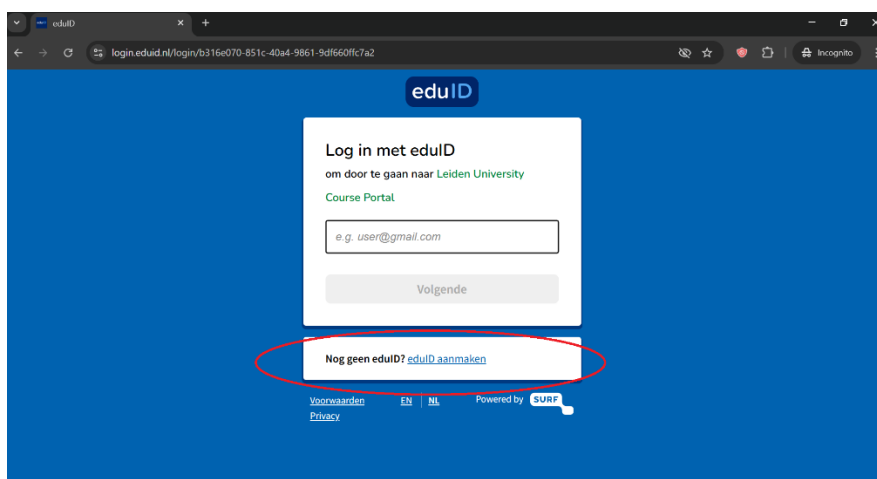 eduID
login.eduid.nl/login/b316e070-851c-40a4-9861-9df660ffc7a2
Incognito
eduID
Log in met eduID
om door te gaan naar Leiden University
Course Portal
e.g. user@gmail.com
Volgende
Nog geen eduID? eduID aanmaken
Voorwaarden EN NL Powered by SURF
Privacy